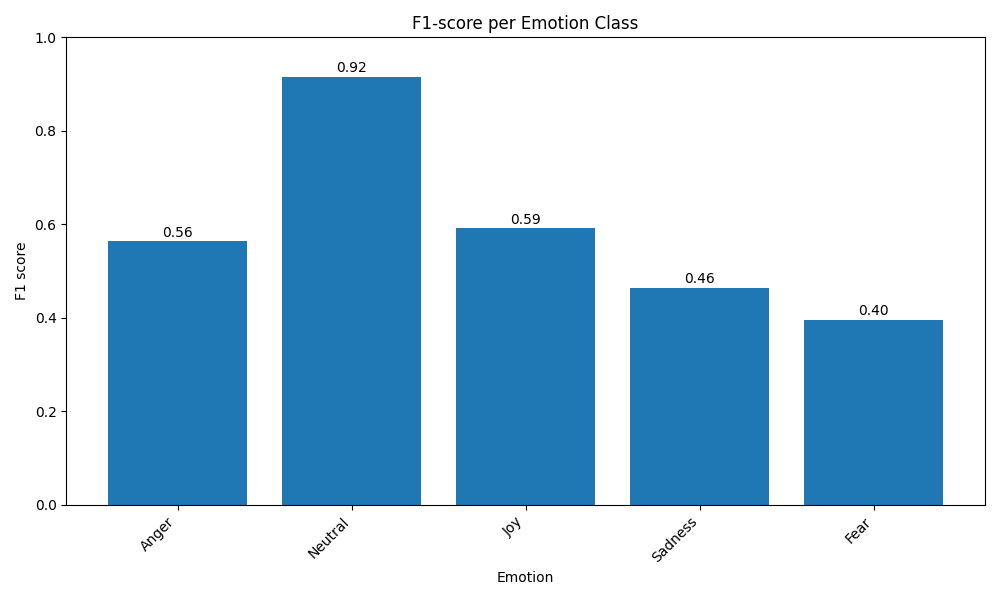 F1-score per Emotion Class
F1 score
1.0
0.8
0.6
0.4
0.2
0.0
0.56
0.92
0.59
0.46
0.40
Anger
Neutral
Joy
Sadness
Fear
Emotion